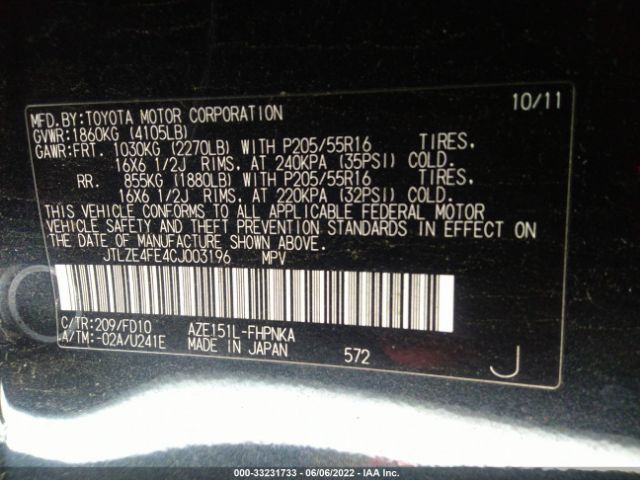 MFD.BY:TOYOTA MOTOR CORPORATION 10/11
GVWR:1860KG (4105LB)
GAWR:FRT. 1030KG (2270LB) WITH P205/55R16 TIRES.
16X6 1/2J RIMS. AT 240KPA (35PSI) COLD.
RR. 855KG (1880LB) WITH P205/55R16 TIRES.
16X6 1/2J RIMS. AT 220KPA (32PSI) COLD.
THIS VEHICLE CONFORMS TO ALL APPLICABLE FEDERAL MOTOR
VEHICLE SAFETY AND THEFT PREVENTION STANDARDS IN EFFECT
ON THE DATE OF MANUFACTURE SHOWN ABOVE.
JTLZE4FE4CJ003196 MPV
C/TR:209/FD10 AZE151L-FHPNKA
A/TM:-02A/U241E MADE IN JAPAN 572 J
000-33231733 - 06/06/2022 - IAA Inc.